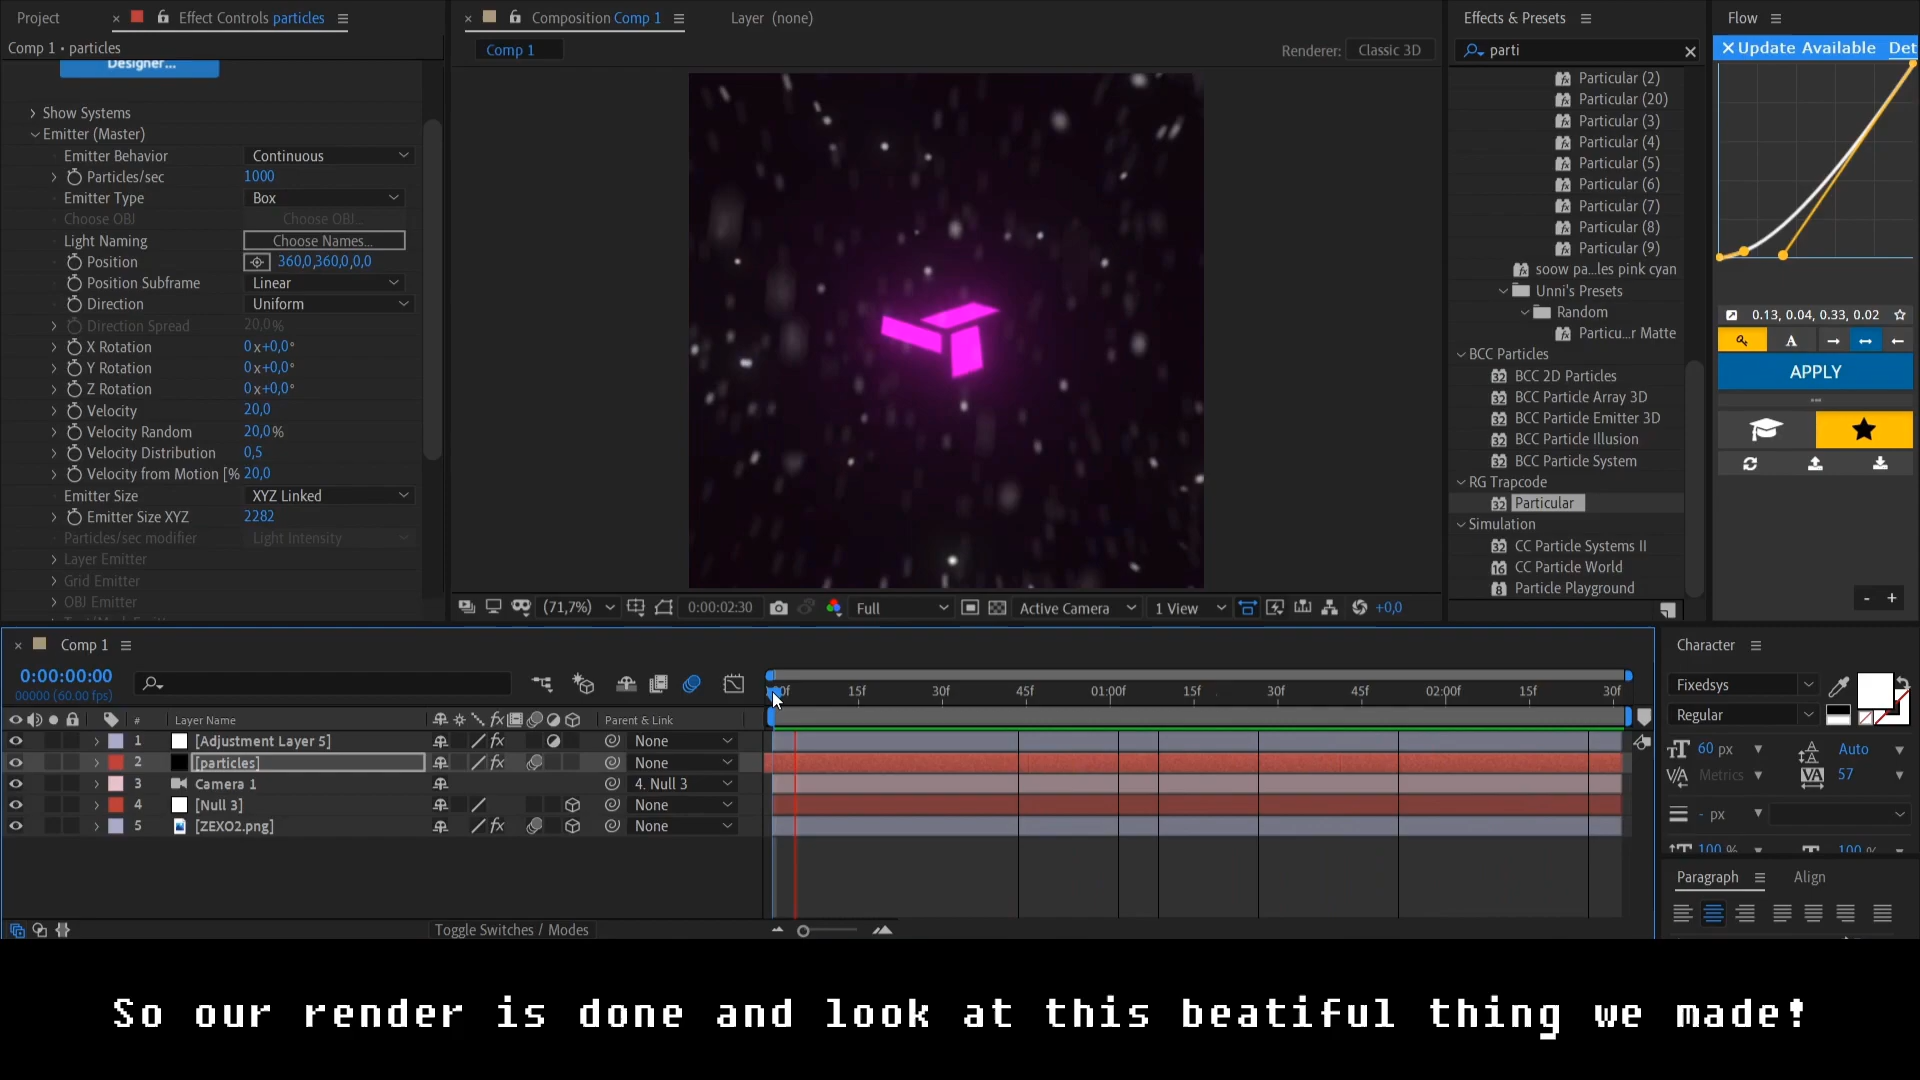 Project
Effect Controls particles
Composition Comp 1
Layer (none)
Effects & Presets
Flow
Comp 1 • particles
Comp 1
Renderer: Classic 3D
parti
Update Available Det
Designer...
Show Systems
Emitter (Master)
Emitter Behavior Continuous
Particles/sec 1000
Emitter Type Box
Choose OBJ Choose OBJ...
Light Naming Choose Names...
Position 360,0,360,0,0,0
Position Subframe Linear
Direction Uniform
Direction Spread 20,0%
X Rotation 0x+0,0°
Y Rotation 0x+0,0°
Z Rotation 0x+0,0°
Velocity 20,0
Velocity Random 20,0%
Velocity Distribution 0,5
Velocity from Motion [% 20,0
Emitter Size XYZ Linked
Emitter Size XYZ 2282
Particles/sec modifier Light Intensity
Layer Emitter
Grid Emitter
OBJ Emitter
Particular (2)
Particular (20)
Particular (3)
Particular (4)
Particular (5)
Particular (6)
Particular (7)
Particular (8)
Particular (9)
soow pa...les pink cyan
Unni's Presets
Random
Particu...r Matte
BCC Particles
BCC 2D Particles
BCC Particle Array 3D
BCC Particle Emitter 3D
BCC Particle Illusion
BCC Particle System
RG Trapcode
Particular
Simulation
CC Particle Systems II
CC Particle World
Particle Playground
0.13, 0.04, 0.33, 0.02
A
APPLY
- +
(71,7%) 0:00:02:30 Full Active Camera 1 View +0,0
Comp 1
0:00:00:00
00000 (60.00 fps)
15f 30f 45f 01:00f 15f 30f 45f 02:00f 15f 30f
# Layer Name Parent & Link
1 [Adjustment Layer 5] None
2 [particles] None
3 Camera 1 4. Null 3
4 [Null 3] None
5 [ZEXO2.png] None
Toggle Switches / Modes
Character
Fixedsys
Regular
60 px Auto
Metrics 57
- px
100 % 100 %
Paragraph Align
So our render is done and look at this beatiful thing we made!